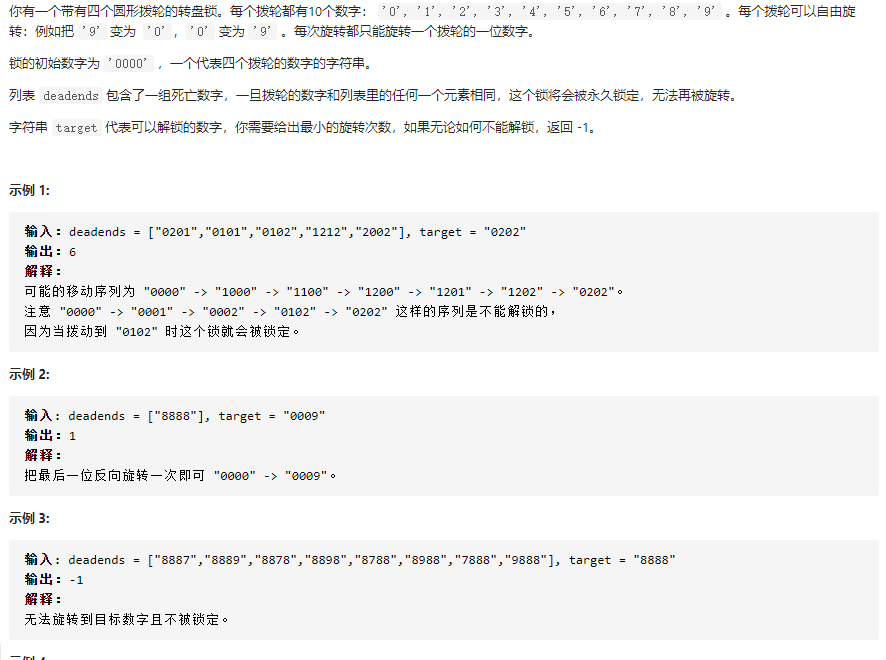 你有一个带有四个圆形拨轮的转盘锁。每个拨轮都有10个数字： '0', '1', '2', '3', '4', '5', '6', '7', '8', '9' 。每个拨轮可以自由旋
转：例如把 '9' 变为 '0'，'0' 变为 '9' 。每次旋转都只能旋转一个拨轮的一位数字。
锁的初始数字为 '0000' ，一个代表四个拨轮的数字的字符串。
列表 deadends 包含了一组死亡数字，一旦拨轮的数字和列表里的任何一个元素相同，这个锁将会被永久锁定，无法再被旋转。
字符串 target 代表可以解锁的数字，你需要给出最小的旋转次数，如果无论如何不能解锁，返回 -1。
示例 1:
输入：deadends = ["0201","0101","0102","1212","2002"], target = "0202"
输出：6
解释：
可能的移动序列为 "0000" -> "1000" -> "1100" -> "1200" -> "1201" -> "1202" -> "0202"。
注意 "0000" -> "0001" -> "0002" -> "0102" -> "0202" 这样的序列是不能解锁的，
因为当拨动到 "0102" 时这个锁就会被锁定。
示例 2:
输入: deadends = ["8888"], target = "0009"
输出：1
解释：
把最后一位反向旋转一次即可 "0000" -> "0009"。
示例 3:
输入: deadends = ["8887","8889","8878","8898","8788","8988","7888","9888"], target = "8888"
输出：-1
解释：
无法旋转到目标数字且不被锁定。